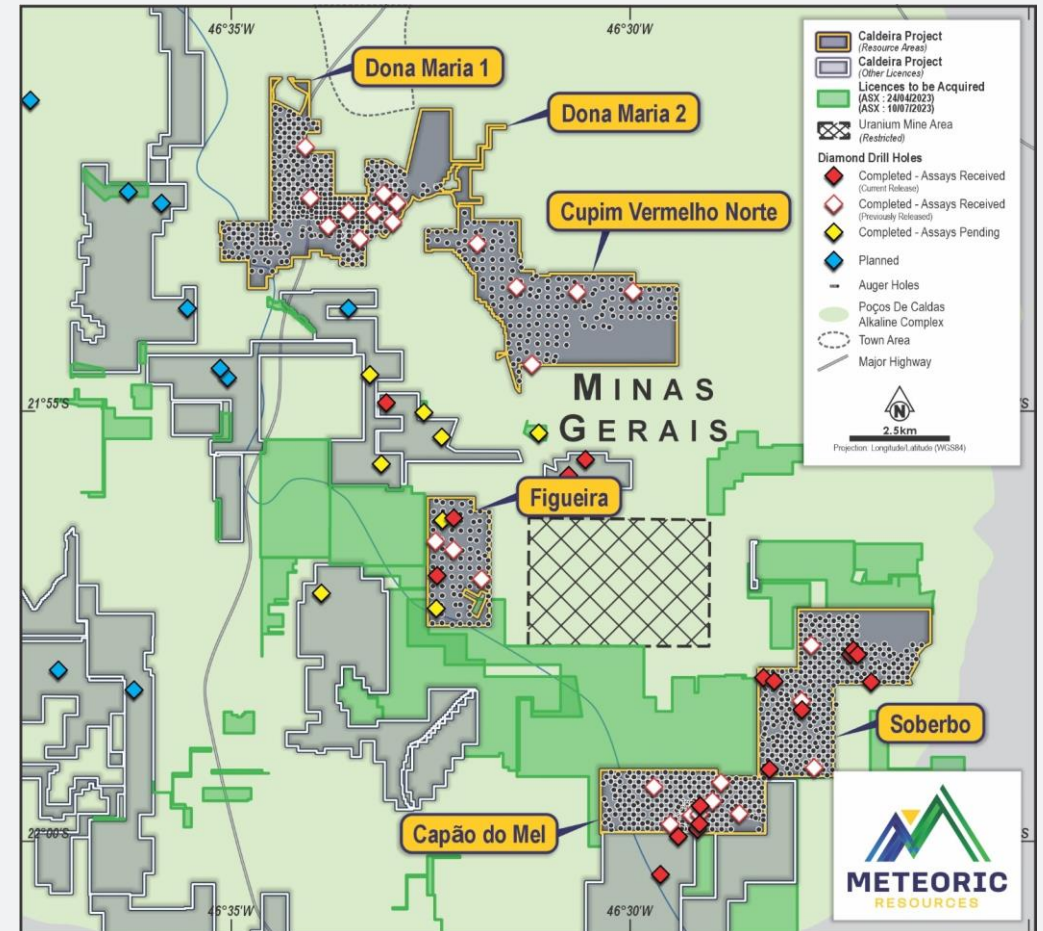 46°35'W
46°30'W
Dona Maria 1
Dona Maria 2
Cupim Vermelho Norte
Caldeira Project
(Resource Areas)
Caldeira Project
(Other Licences)
Licences to be Acquired
(ASX : 24/04/2023)
(ASX : 10/07/2023)
Uranium Mine Area
(Restricted)
Diamond Drill Holes
Completed - Assays Received
(Current Release)
Completed - Assays Received
(Previously Released)
Completed - Assays Pending
Planned
Auger Holes
Poços De Caldas
Alkaline Complex
Town Area
Major Highway
N
2.5km
Projection: Longitude/Latitude (WGS84)
21°55'S
MINAS
GERAIS
Figueira
Soberbo
Capão do Mel
22°00'S
46°35'W
46°30'W
METEORIC
RESOURCES